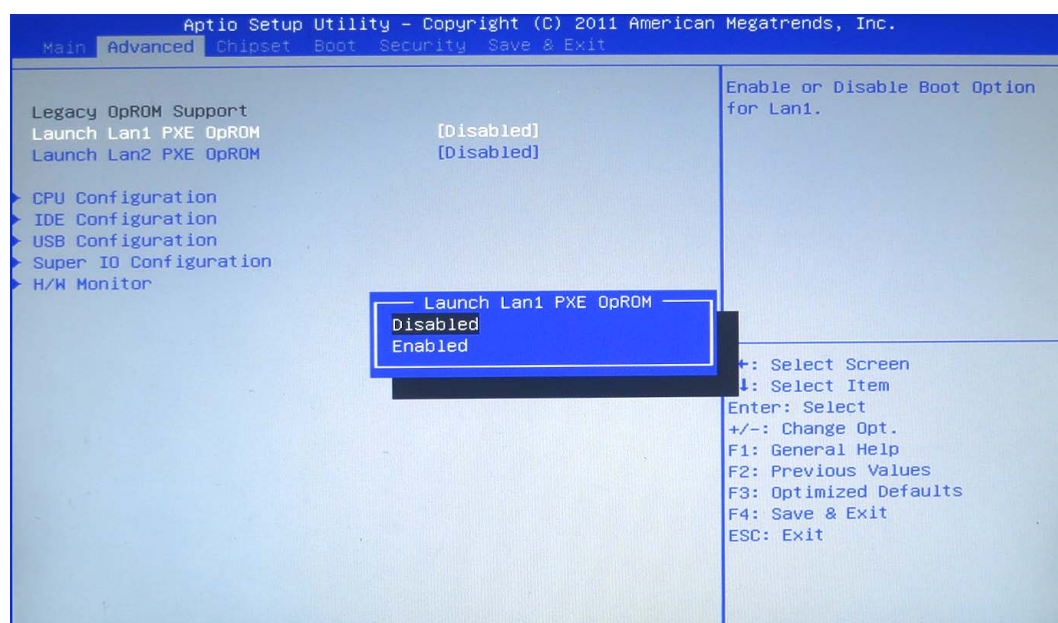 Aptio Setup Utility – Copyright (C) 2011 American Megatrends, Inc.
Main Advanced Chipset Boot Security Save & Exit
Legacy OpROM Support
Launch Lan1 PXE OpROM [Disabled]
Launch Lan2 PXE OpROM [Disabled]
CPU Configuration
IDE Configuration
USB Configuration
Super IO Configuration
H/W Monitor
Launch Lan1 PXE OpROM
Disabled
Enabled
Enable or Disable Boot Option
for Lan1.
: Select Screen
: Select Item
Enter: Select
+/-: Change Opt.
F1: General Help
F2: Previous Values
F3: Optimized Defaults
F4: Save & Exit
ESC: Exit